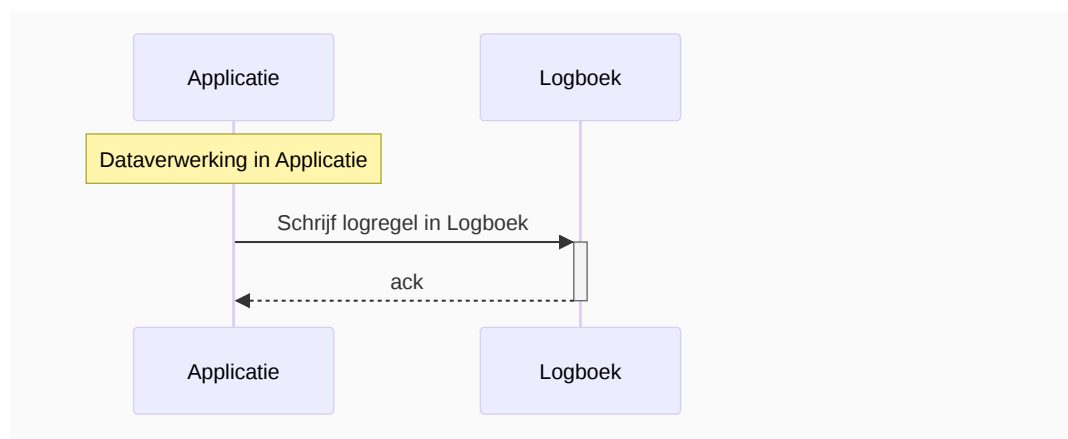 Applicatie
Logboek
Dataverwerking in Applicatie
Schrijf logregel in Logboek
ack
Applicatie
Logboek